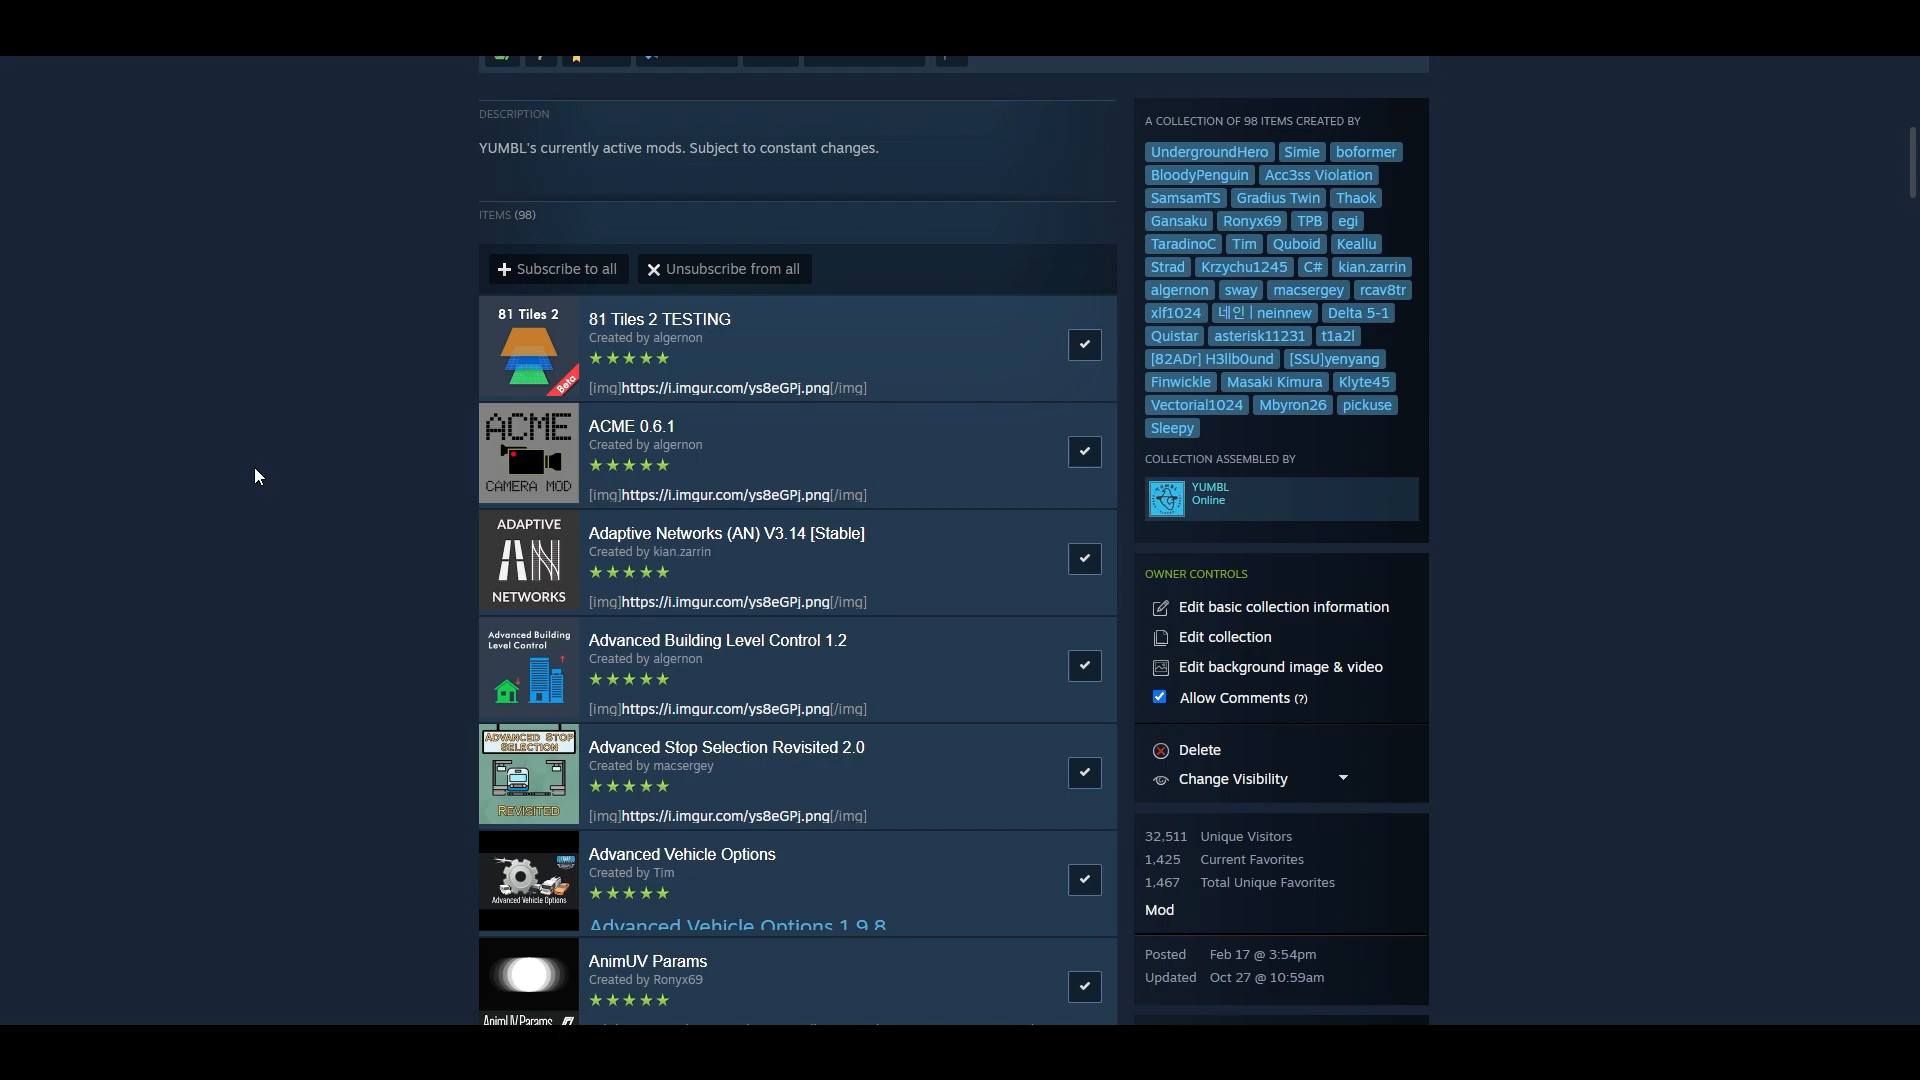 DESCRIPTION
YUMBL's currently active mods. Subject to constant changes.
ITEMS (98)
Subscribe to all
Unsubscribe from all
81 Tiles 2
Beta
81 Tiles 2 TESTING
Created by algernon
[img]https://i.imgur.com/ys8eGPj.png[/img]
ACME
CAMERA MOD
ACME 0.6.1
Created by algernon
[img]https://i.imgur.com/ys8eGPj.png[/img]
ADAPTIVE
AN
NETWORKS
Adaptive Networks (AN) V3.14 [Stable]
Created by kian.zarrin
[img]https://i.imgur.com/ys8eGPj.png[/img]
Advanced Building
Level Control
Advanced Building Level Control 1.2
Created by algernon
[img]https://i.imgur.com/ys8eGPj.png[/img]
ADVANCED STOP
SELECTION
REVISITED
Advanced Stop Selection Revisited 2.0
Created by macsergey
[img]https://i.imgur.com/ys8eGPj.png[/img]
Advanced Vehicle Options
Advanced Vehicle Options
Created by Tim
Advanced Vehicle Options 1.9.8
AnimUV Params
AnimUV Params
Created by Ronyx69
A COLLECTION OF 98 ITEMS CREATED BY
UndergroundHero Simie boformer
BloodyPenguin Acc3ss Violation
SamsamTS Gradius Twin Thaok
Gansaku Ronyx69 TPB egi
TaradinoC Tim Quboid Keallu
Strad Krzychu1245 C# kian.zarrin
algernon sway macsergey rcav8tr
xlf1024 네인 | neinnew Delta 5-1
Quistar asterisk11231 t1a2l
[82ADr] H3llb0und [SSU]yenyang
Finwickle Masaki Kimura Klyte45
Vectorial1024 Mbyron26 pickuse
Sleepy
COLLECTION ASSEMBLED BY
YUMBL
Online
OWNER CONTROLS
Edit basic collection information
Edit collection
Edit background image & video
Allow Comments (?)
Delete
Change Visibility
32,511 Unique Visitors
1,425 Current Favorites
1,467 Total Unique Favorites
Mod
Posted Feb 17 @ 3:54pm
Updated Oct 27 @ 10:59am